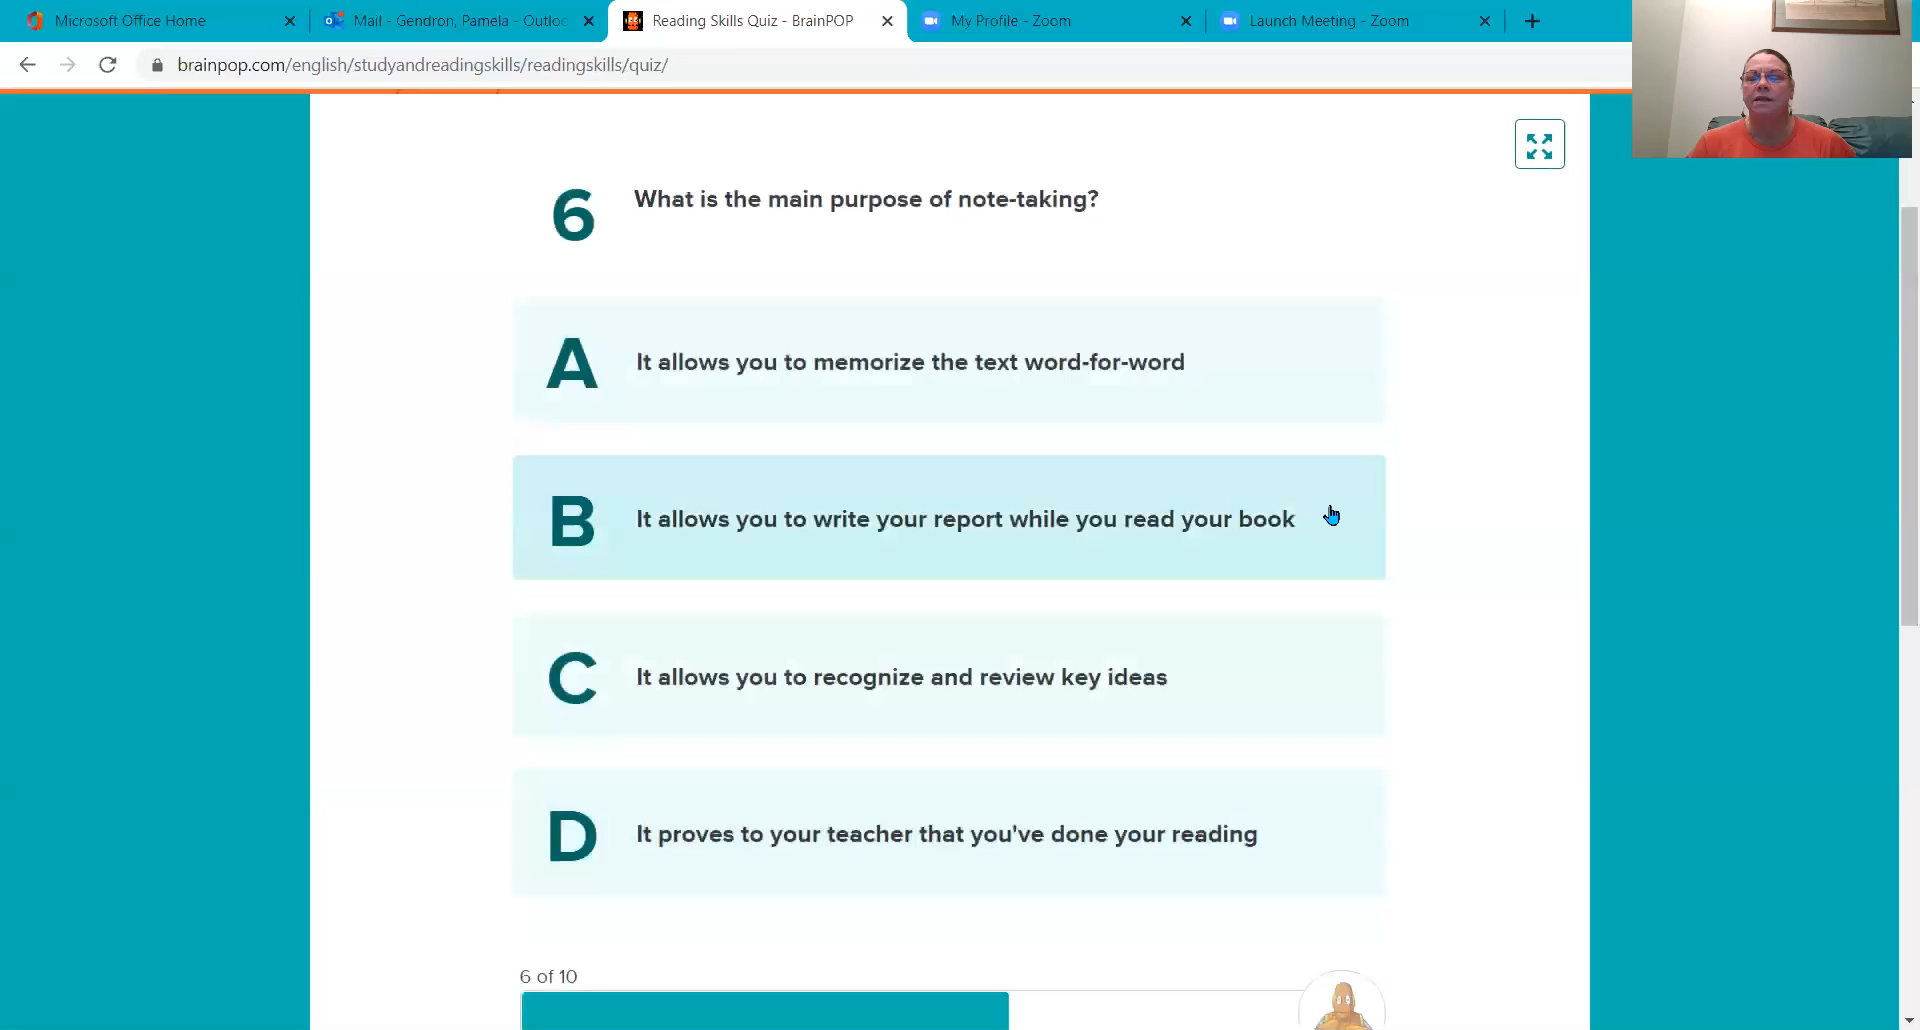 Microsoft Office Home
Mail - Gendron, Pamela - Outloo
Reading Skills Quiz - BrainPOP
My Profile - Zoom
Launch Meeting - Zoom
brainpop.com/english/studyandreadingskills/readingskills/quiz/
6 What is the main purpose of note-taking?
A It allows you to memorize the text word-for-word
B It allows you to write your report while you read your book
C It allows you to recognize and review key ideas
D It proves to your teacher that you've done your reading
6 of 10